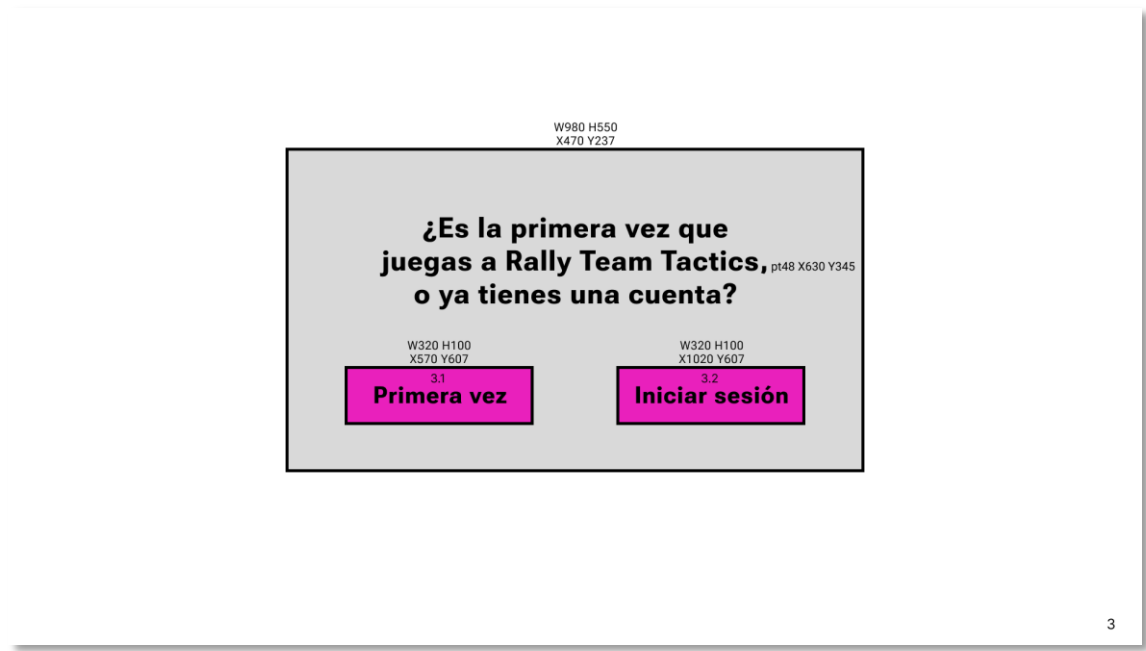 W980 H550
X470 Y237
¿Es la primera vez que
juegas a Rally Team Tactics,
pt48 X630 Y345
o ya tienes una cuenta?
W320 H100
X570 Y607
3.1
Primera vez
W320 H100
X1020 Y607
3.2
Iniciar sesión
3